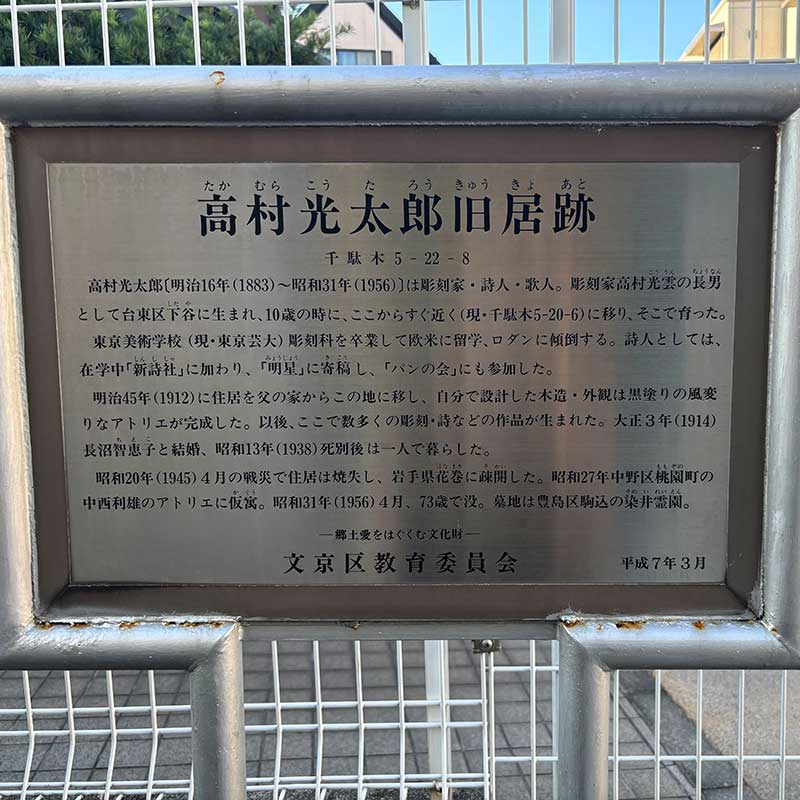 たか むら こう た ろう きゅう きょ あと
高村光太郎旧居跡
千駄木5-22-8
高村光太郎〔明治16年(1883)～昭和31年(1956)〕は彫刻家・詩人・歌人。彫刻家高村光雲の長男
として台東区下谷に生まれ、10歳の時に、ここからすぐ近く(現・千駄木5-20-6)に移り、そこで育った。
東京美術学校(現・東京芸大)彫刻科を卒業して欧米に留学、ロダンに傾倒する。詩人としては、
在学中「新詩社」に加わり、「明星」に寄稿し、「パンの会」にも参加した。
明治45年(1912)に住居を父の家からこの地に移し、自分で設計した木造・外観は黒塗りの風変
りなアトリエが完成した。以後、ここで数多くの彫刻・詩などの作品が生まれた。大正3年(1914)
長沼智恵子と結婚、昭和13年(1938)死別後は一人で暮らした。
昭和20年(1945)4月の戦災で住居は焼失し、岩手県花巻に疎開した。昭和27年中野区桃園町の
中西利雄のアトリエに仮寓。昭和31年(1956)4月、73歳で没。墓地は豊島区駒込の染井霊園。
―郷土愛をはぐくむ文化財―
文京区教育委員会 平成7年3月